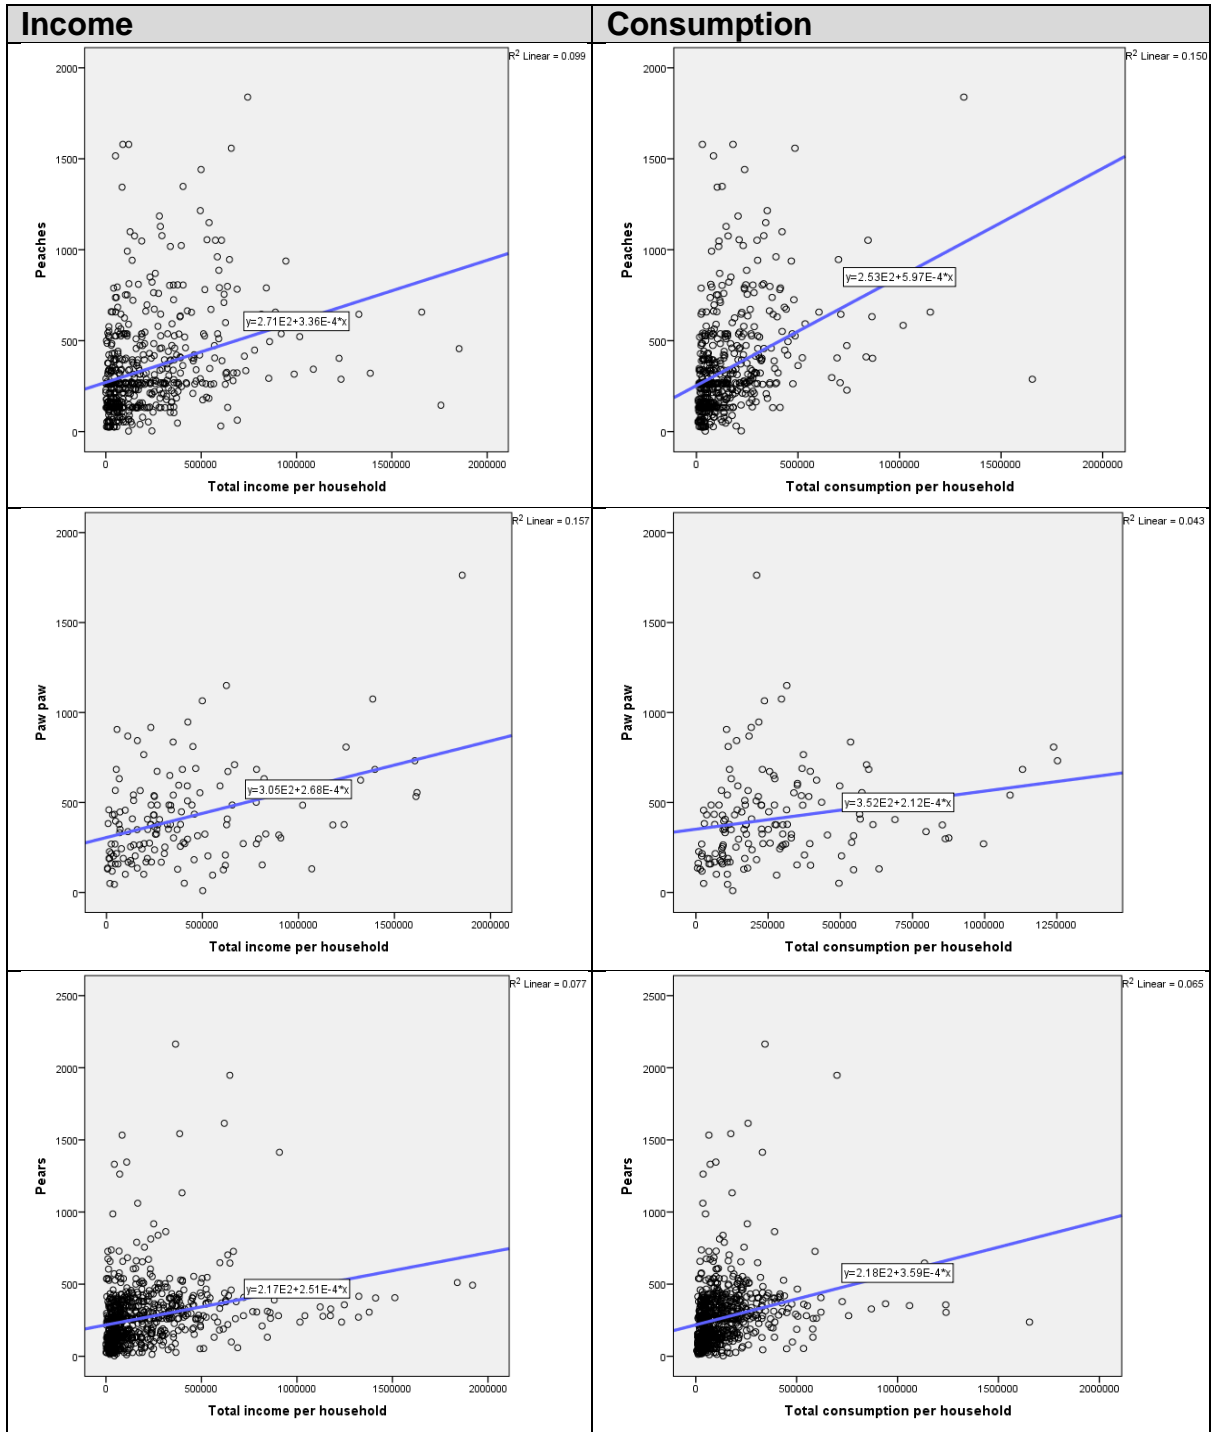 Income
Consumption
R² Linear = 0.099
2000
1500
1000
500
0
Peaches
y=2.71E2+3.36E-4*x
0 500000 1000000 1500000 2000000
Total income per household
R² Linear = 0.150
2000
1500
1000
500
0
Peaches
y=2.53E2+5.97E-4*x
0 500000 1000000 1500000 2000000
Total consumption per household
R² Linear = 0.157
2000
1500
1000
500
0
Paw paw
y=3.05E2+2.68E-4*x
0 500000 1000000 1500000 2000000
Total income per household
R² Linear = 0.043
2000
1500
1000
500
0
Paw paw
y=3.52E2+2.12E-4*x
0 250000 500000 750000 1000000 1250000
Total consumption per household
R² Linear = 0.077
2500
2000
1500
1000
500
0
Pears
y=2.17E2+2.51E-4*x
0 500000 1000000 1500000 2000000
Total income per household
R² Linear = 0.065
2500
2000
1500
1000
500
0
Pears
y=2.18E2+3.59E-4*x
0 500000 1000000 1500000 2000000
Total consumption per household